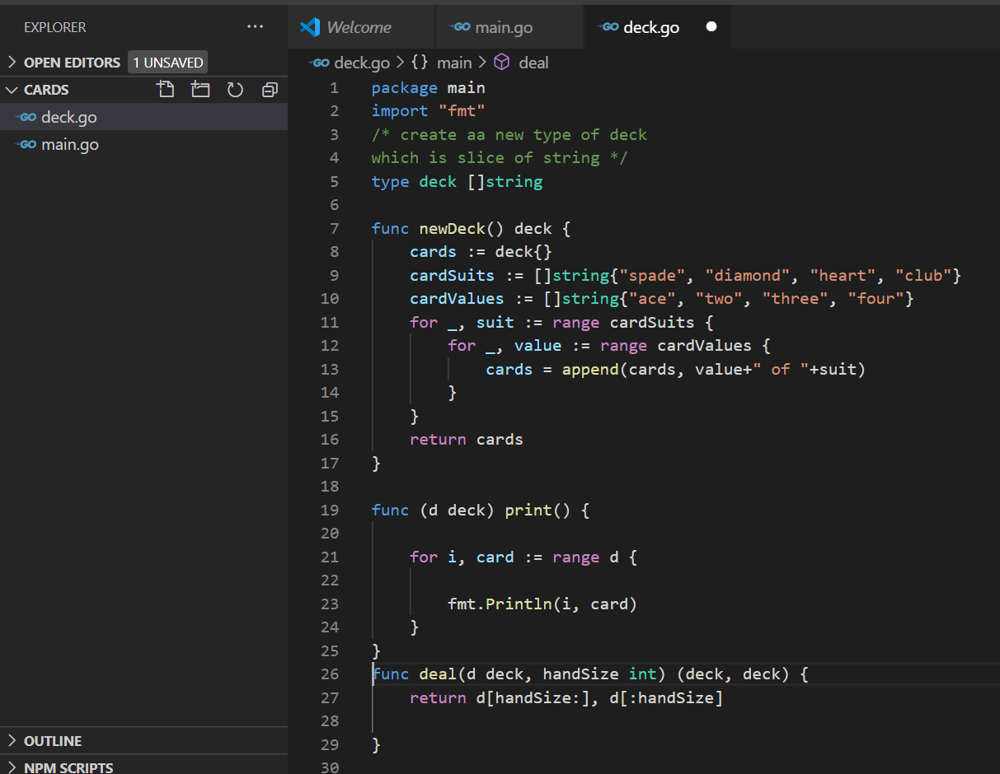 EXPLORER ...
OPEN EDITORS 1 UNSAVED
CARDS
GO deck.go
GO main.go
OUTLINE
NPM SCRIPTS
Welcome GO main.go GO deck.go
GO deck.go > {} main > deal
1 package main
2 import "fmt"
3 /* create aa new type of deck
4 which is slice of string */
5 type deck []string
6
7 func newDeck() deck {
8     cards := deck{}
9     cardSuits := []string{"spade", "diamond", "heart", "club"}
10     cardValues := []string{"ace", "two", "three", "four"}
11     for _, suit := range cardSuits {
12         for _, value := range cardValues {
13             cards = append(cards, value+" of "+suit)
14         }
15     }
16     return cards
17 }
18
19 func (d deck) print() {
20
21     for i, card := range d {
22
23         fmt.Println(i, card)
24     }
25 }
26 func deal(d deck, handSize int) (deck, deck) {
27     return d[handSize:], d[:handSize]
28
29 }
30